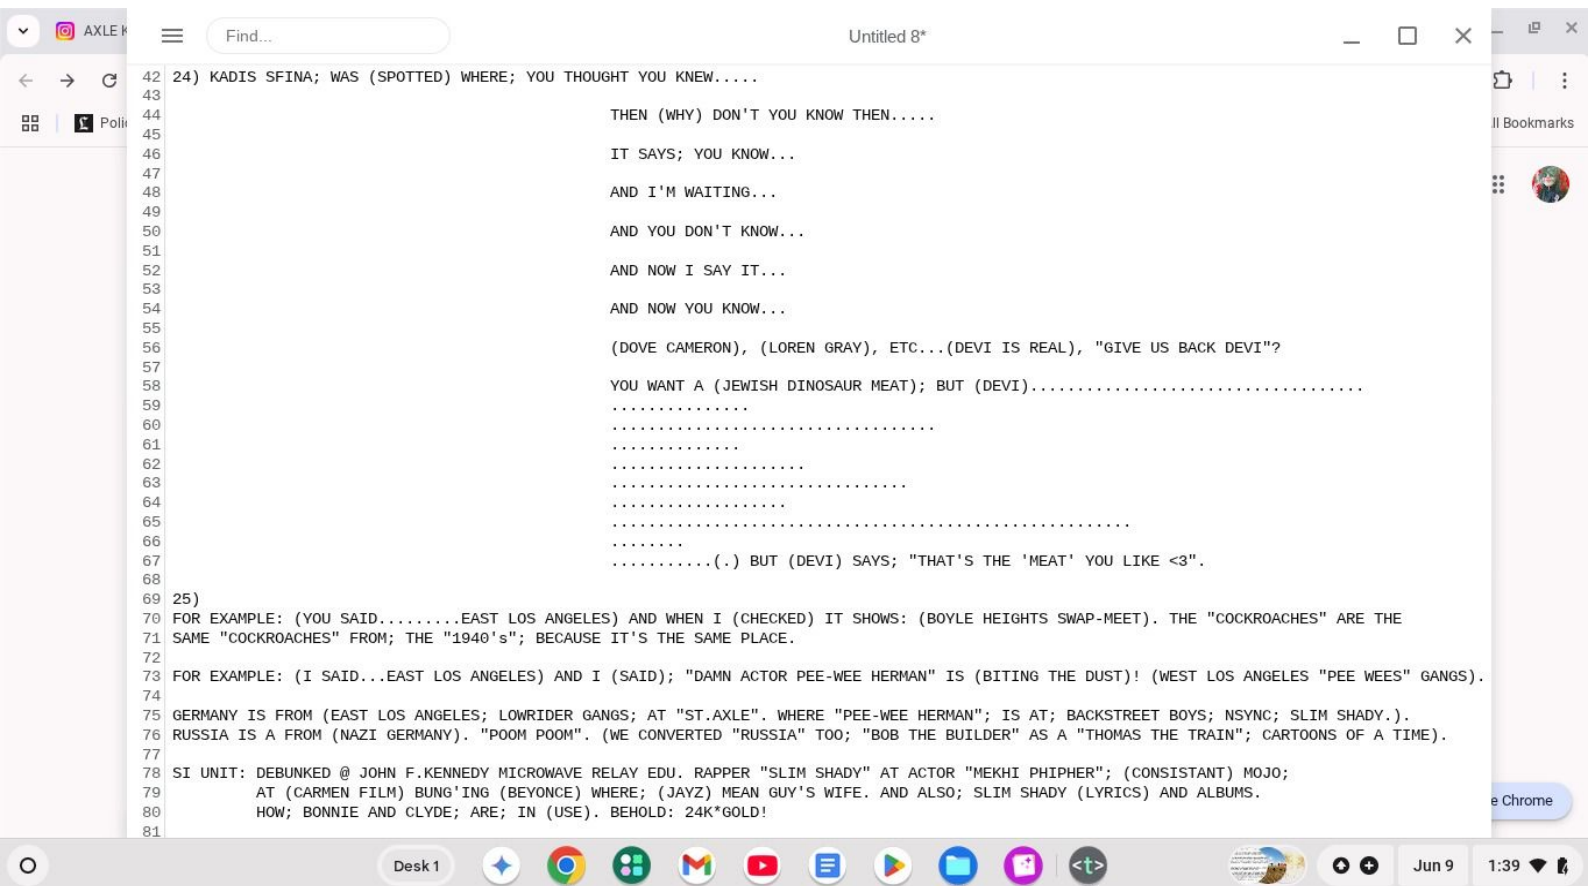 AXLE K
Find...
Untitled 8*
Polic
ll Bookmarks
42 24) KADIS SFINA; WAS (SPOTTED) WHERE; YOU THOUGHT YOU KNEW.....
43
44 THEN (WHY) DON'T YOU KNOW THEN.....
45
46 IT SAYS; YOU KNOW...
47
48 AND I'M WAITING...
49
50 AND YOU DON'T KNOW...
51
52 AND NOW I SAY IT...
53
54 AND NOW YOU KNOW...
55
56 (DOVE CAMERON), (LOREN GRAY), ETC...(DEVI IS REAL), "GIVE US BACK DEVI"?
57
58 YOU WANT A (JEWISH DINOSAUR MEAT); BUT (DEVI)....................................
59 ...............
60 ...................................
61 ..............
62 .....................
63 ................................
64 ...................
65 ........................................................
66 ........
67 ...........(.) BUT (DEVI) SAYS; "THAT'S THE 'MEAT' YOU LIKE <3".
68
69 25)
70 FOR EXAMPLE: (YOU SAID.........EAST LOS ANGELES) AND WHEN I (CHECKED) IT SHOWS: (BOYLE HEIGHTS SWAP-MEET). THE "COCKROACHES" ARE THE
71 SAME "COCKROACHES" FROM; THE "1940's"; BECAUSE IT'S THE SAME PLACE.
72
73 FOR EXAMPLE: (I SAID...EAST LOS ANGELES) AND I (SAID); "DAMN ACTOR PEE-WEE HERMAN" IS (BITING THE DUST)! (WEST LOS ANGELES "PEE WEES" GANGS).
74
75 GERMANY IS FROM (EAST LOS ANGELES; LOWRIDER GANGS; AT "ST.AXLE". WHERE "PEE-WEE HERMAN"; IS AT; BACKSTREET BOYS; NSYNC; SLIM SHADY.).
76 RUSSIA IS A FROM (NAZI GERMANY). "POOM POOM". (WE CONVERTED "RUSSIA" TOO; "BOB THE BUILDER" AS A "THOMAS THE TRAIN"; CARTOONS OF A TIME).
77
78 SI UNIT: DEBUNKED @ JOHN F.KENNEDY MICROWAVE RELAY EDU. RAPPER "SLIM SHADY" AT ACTOR "MEKHI PHIPHER"; (CONSISTANT) MOJO;
79 AT (CARMEN FILM) BUNG'ING (BEYONCE) WHERE; (JAYZ) MEAN GUY'S WIFE. AND ALSO; SLIM SHADY (LYRICS) AND ALBUMS.
80 HOW; BONNIE AND CLYDE; ARE; IN (USE). BEHOLD: 24K*GOLD!
81
e Chrome
Desk 1
<t>
Jun 9
1:39